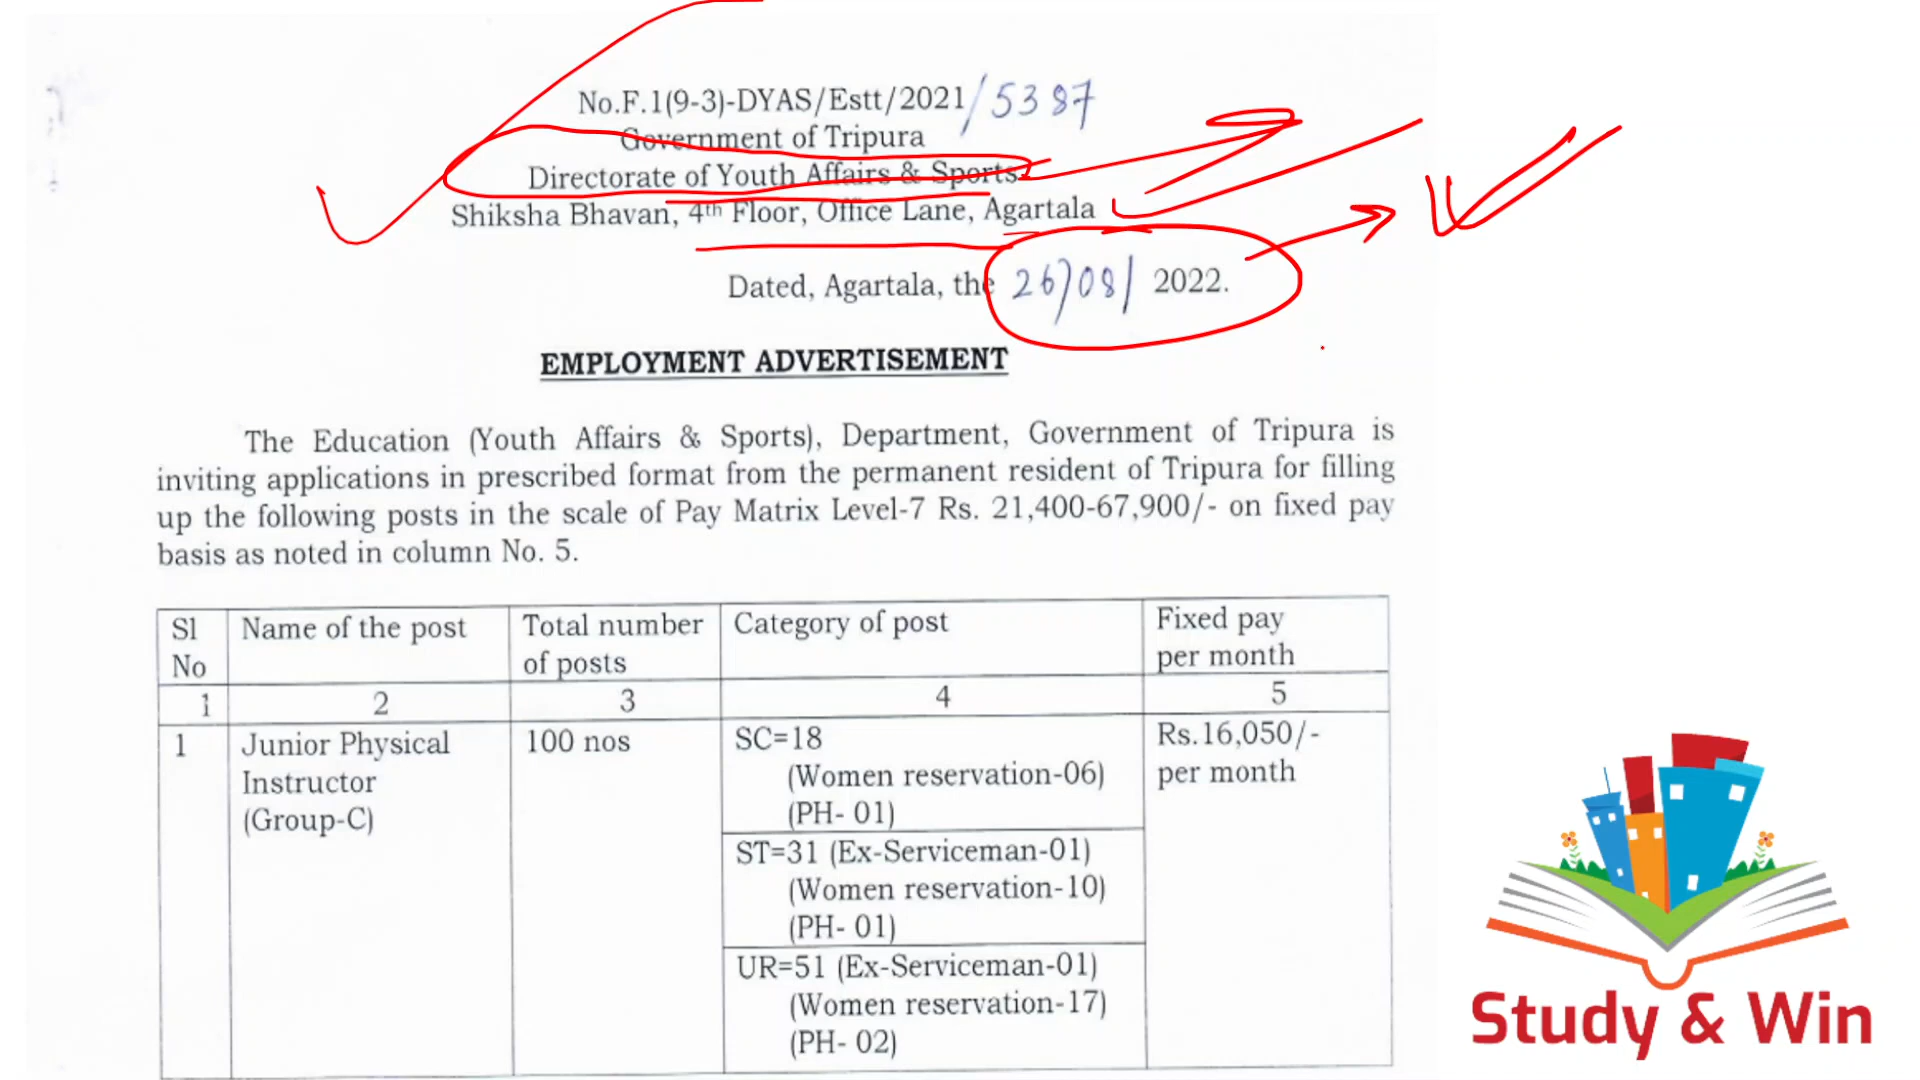 No.F.1(9-3)-DYAS/Estt/2021/5387
Government of Tripura
Directorate of Youth Affairs & Sports
Shiksha Bhavan, 4th Floor, Office Lane, Agartala
Dated, Agartala, the 26/08/ 2022.
EMPLOYMENT ADVERTISEMENT
The Education (Youth Affairs & Sports), Department, Government of Tripura is
inviting applications in prescribed format from the permanent resident of Tripura for filling
up the following posts in the scale of Pay Matrix Level-7 Rs. 21,400-67,900/- on fixed pay
basis as noted in column No. 5.
Sl No
Name of the post
Total number of posts
Category of post
Fixed pay per month
1 2 3 4 5
1
Junior Physical
Instructor
(Group-C)
100 nos
SC=18
(Women reservation-06)
(PH- 01)
ST=31 (Ex-Serviceman-01)
(Women reservation-10)
(PH- 01)
UR=51 (Ex-Serviceman-01)
(Women reservation-17)
(PH- 02)
Rs.16,050/-
per month
Study & Win